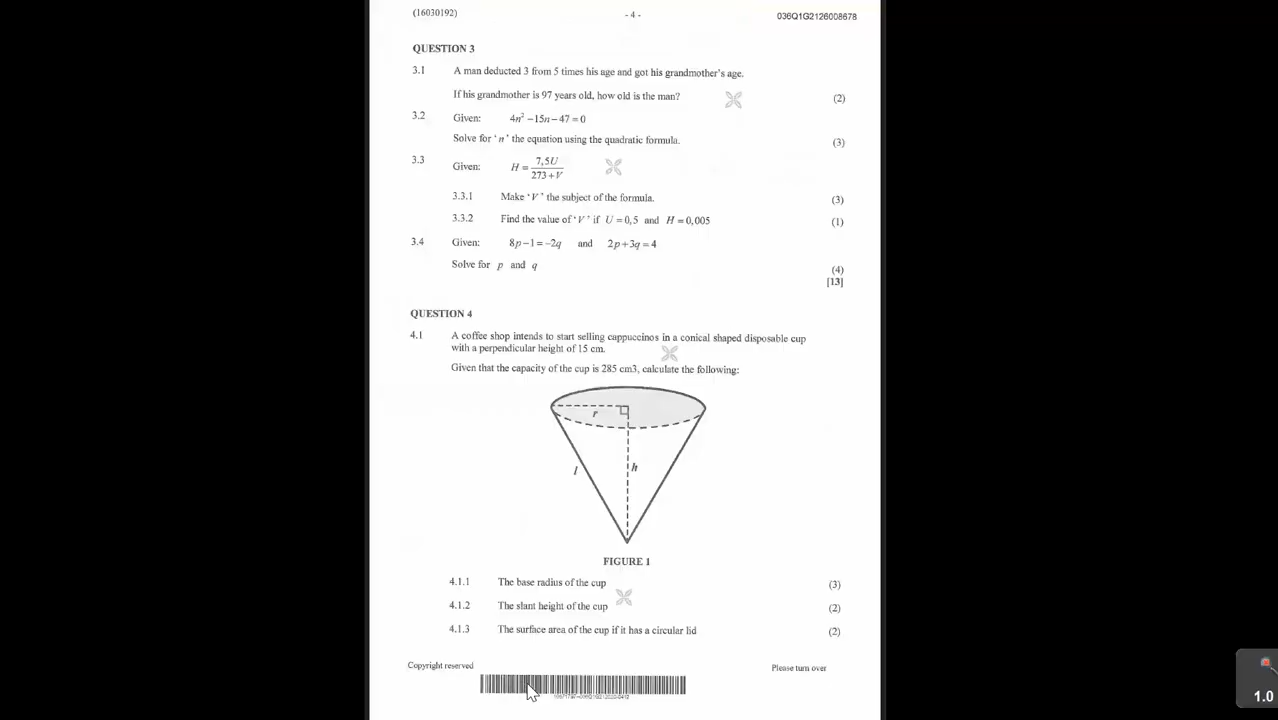 (16030192) - 4 - 036Q1G2126008678
QUESTION 3
3.1 A man deducted 3 from 5 times his age and got his grandmother's age.
If his grandmother is 97 years old, how old is the man? (2)
3.2 Given: 4n² −15n − 47 = 0
Solve for ‘n’ the equation using the quadratic formula. (3)
3.3 Given: H = 7,5U / 273 + V
3.3.1 Make ‘V’ the subject of the formula. (3)
3.3.2 Find the value of ‘V’ if U = 0,5 and H = 0,005 (1)
3.4 Given: 8p − 1 = −2q and 2p + 3q = 4
Solve for p and q (4)
[13]
QUESTION 4
4.1 A coffee shop intends to start selling cappuccinos in a conical shaped disposable cup
with a perpendicular height of 15 cm.
Given that the capacity of the cup is 285 cm3, calculate the following:
r
l h
FIGURE 1
4.1.1 The base radius of the cup (3)
4.1.2 The slant height of the cup (2)
4.1.3 The surface area of the cup if it has a circular lid (2)
Copyright reserved Please turn over
1.0